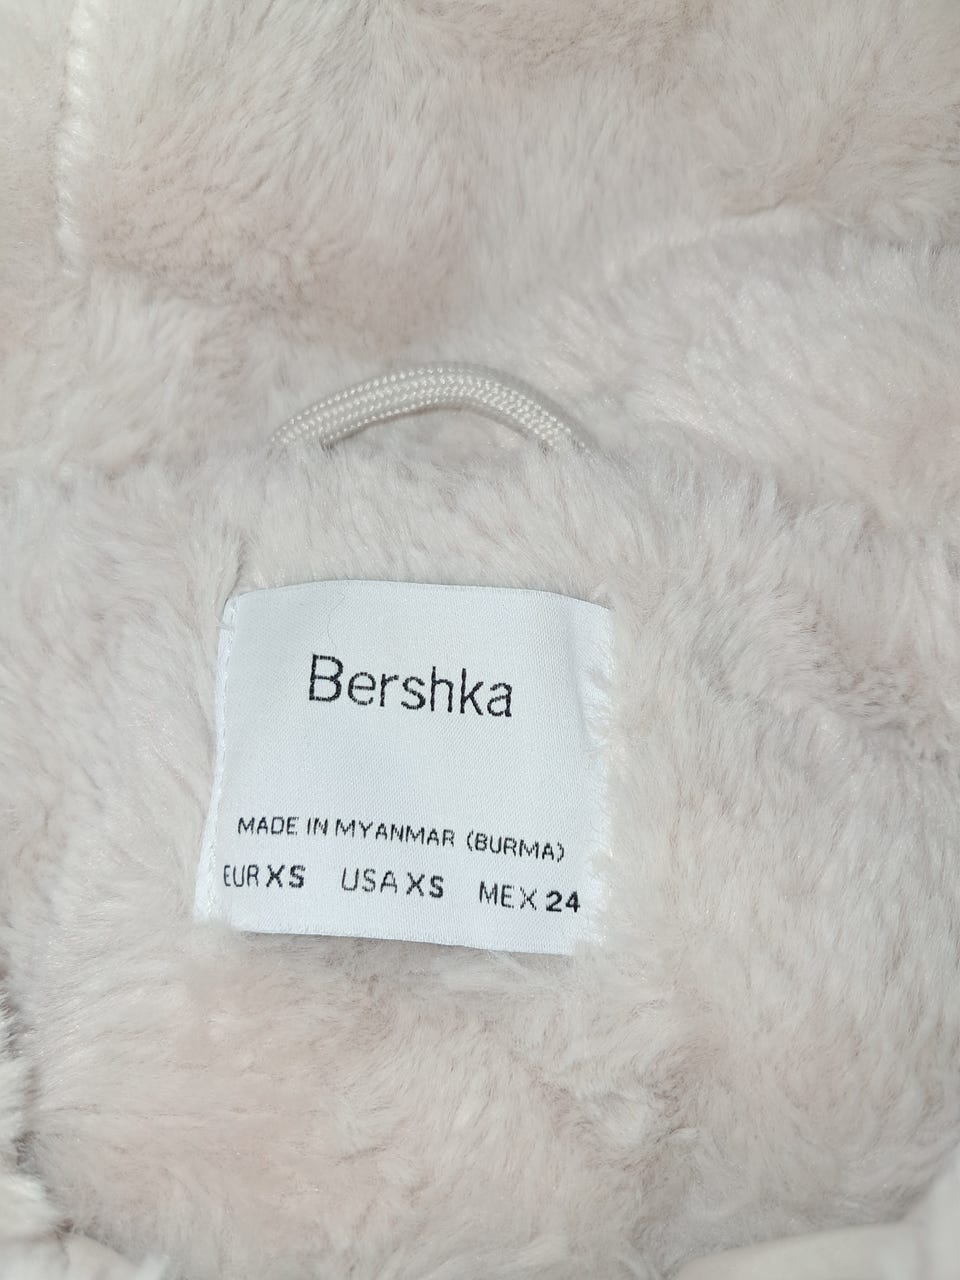 Bershka
MADE IN MYANMAR (BURMA)
EUR XS USA XS MEX 24